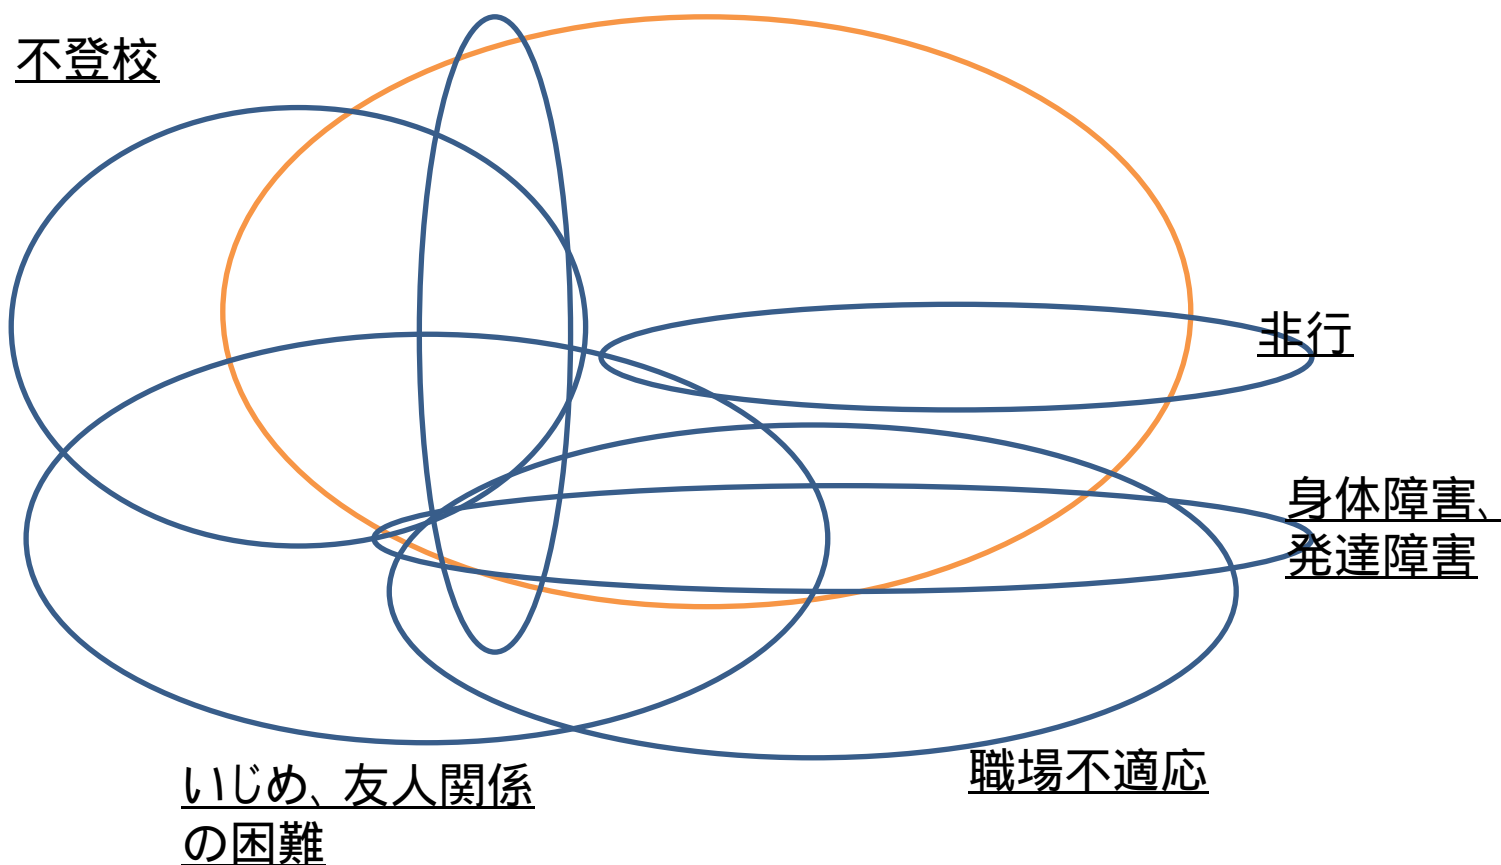 不登校
非行
身体障害、
発達障害
職場不適応
いじめ、友人関係
の困難